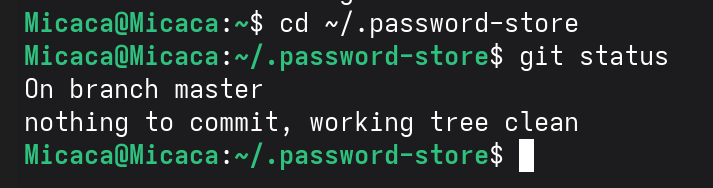 Micaca@Micaca:~$ cd ~/.password-store
Micaca@Micaca:~/.password-store$ git status
On branch master
nothing to commit, working tree clean
Micaca@Micaca:~/.password-store$